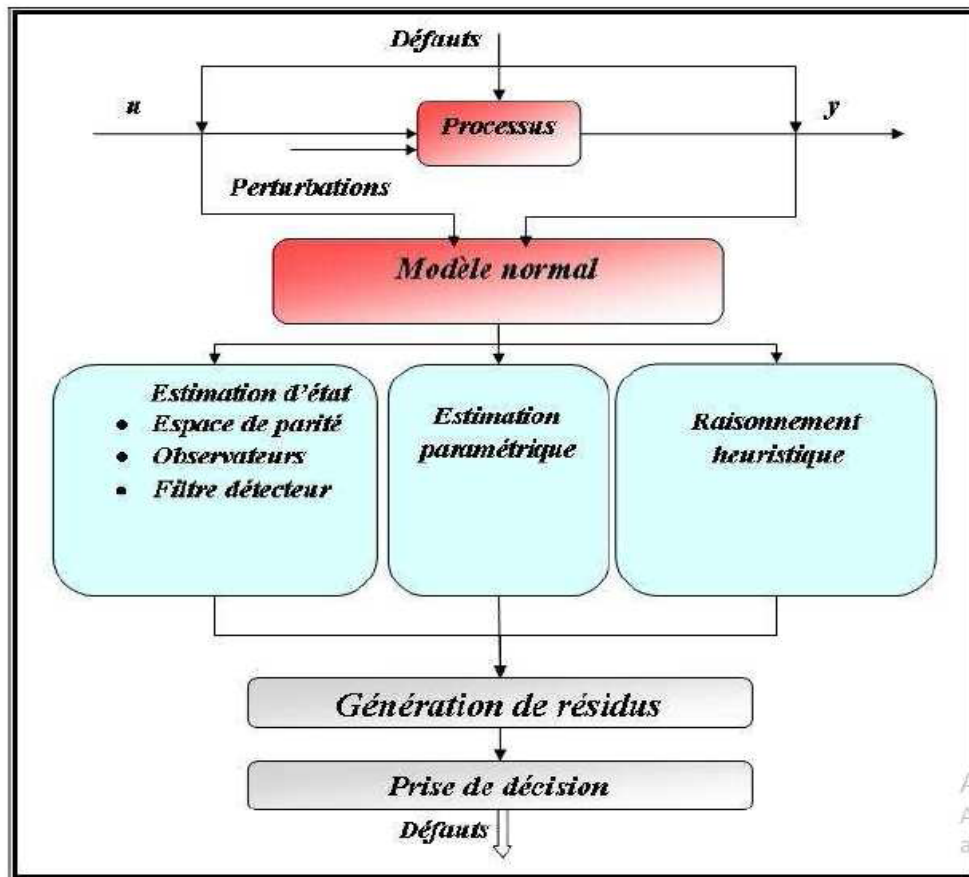 Défauts
u
y
Processus
Perturbations
Modèle normal
Estimation d'état
• Espace de parité
• Observateurs
• Filtre détecteur
Estimation
paramétrique
Raisonnement
heuristique
Génération de résidus
Prise de décision
Défauts